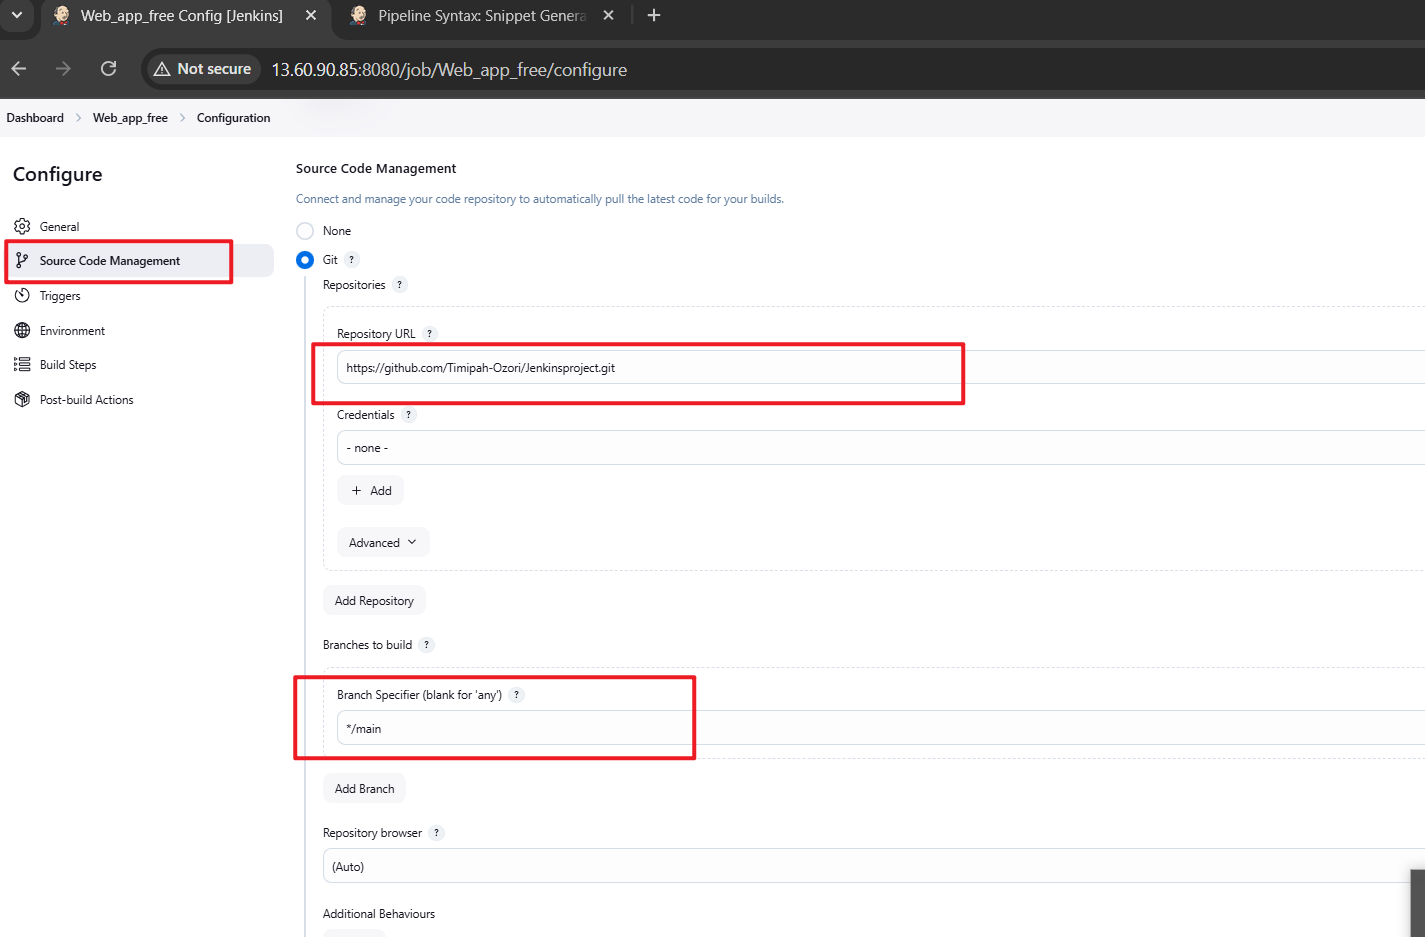 Web_app_free Config [Jenkins]
Pipeline Syntax: Snippet Genera
Not secure
13.60.90.85:8080/job/Web_app_free/configure
Dashboard
Web_app_free
Configuration
Configure
General
Source Code Management
Triggers
Environment
Build Steps
Post-build Actions
Source Code Management
Connect and manage your code repository to automatically pull the latest code for your builds.
None
Git ?
Repositories ?
Repository URL ?
https://github.com/Timipah-Ozori/Jenkinsproject.git
Credentials ?
- none -
+ Add
Advanced
Add Repository
Branches to build ?
Branch Specifier (blank for 'any') ?
*/main
Add Branch
Repository browser ?
(Auto)
Additional Behaviours